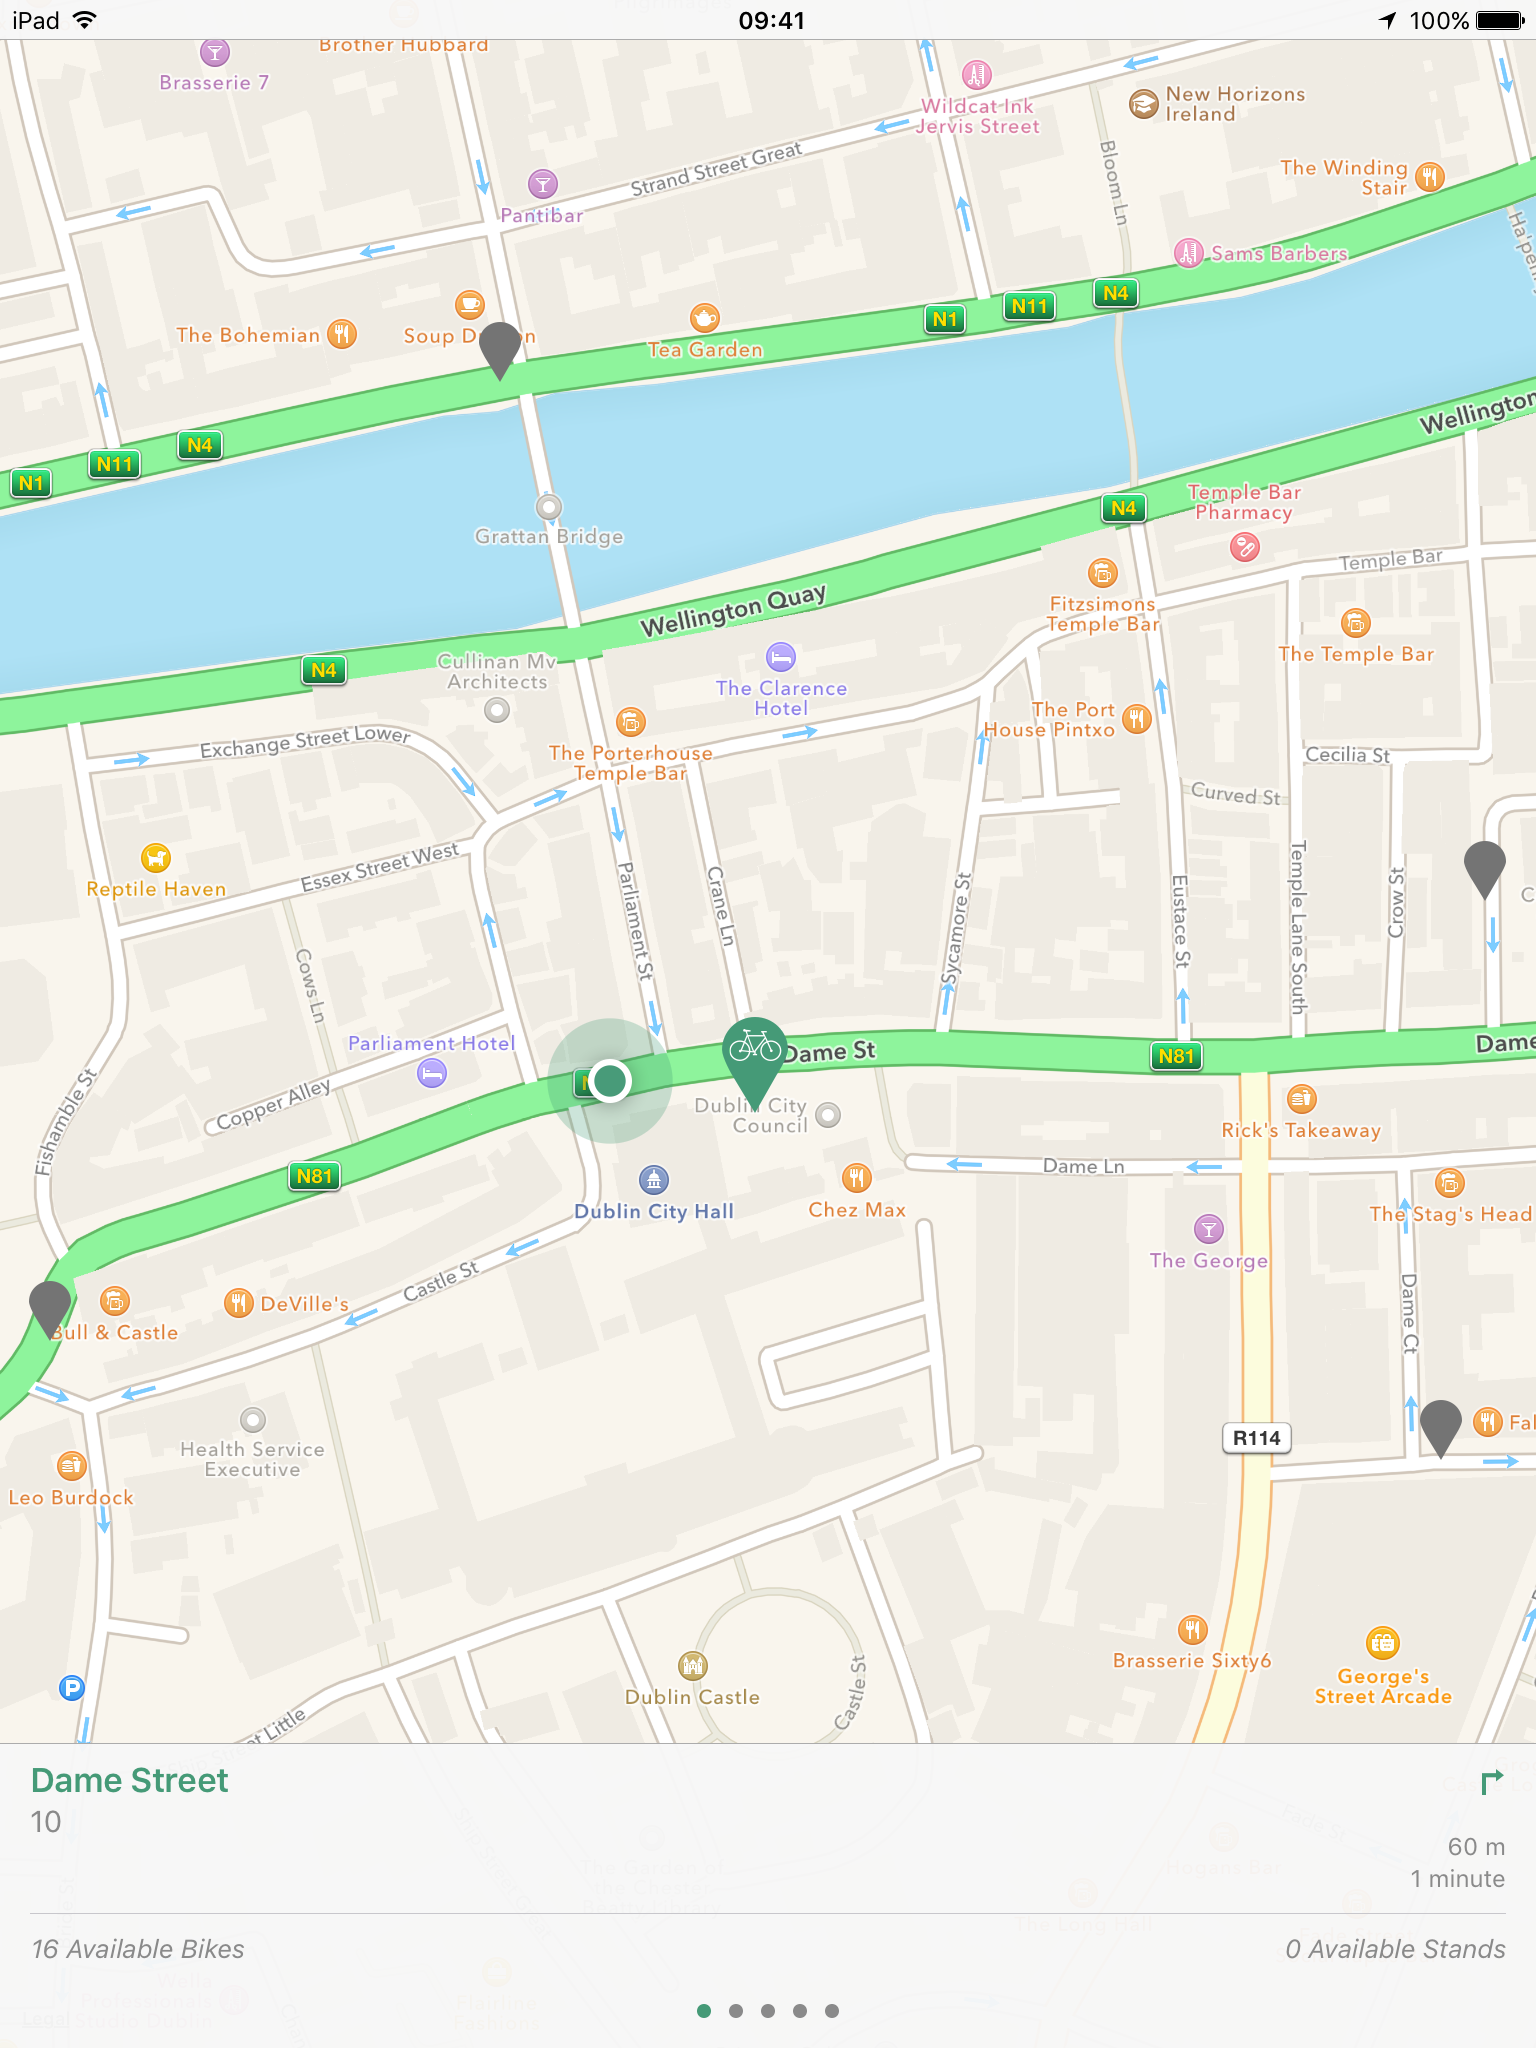 iPad
09:41
100%
Brother Hubbard
Brasserie 7
Wildcat Ink
Jervis Street
New Horizons
Ireland
Strand Street Great
Bloom Ln
The Winding
Stair
Pantibar
Sams Barbers
The Bohemian
Tea Garden
N1
N11
N4
N4
N11
N1
Wellington
Grattan Bridge
N4
Temple Bar
Pharmacy
Temple Bar
Wellington Quay
Fitzsimons
Temple Bar
The Temple Bar
N4
Cullinan Mv
Architects
The Clarence
Hotel
The Port
House Pintxo
Exchange Street Lower
The Porterhouse
Temple Bar
Cecilia St
Curved St
Reptile Haven
Essex Street West
Parliament St
Crane Ln
Sycamore St
Eustace St
Temple Lane South
Crow St
Cows Ln
Parliament Hotel
Dame St
N81
Dame
Fishamble St
Copper Alley
Dublin City
Council
Rick's Takeaway
N81
Dublin City Hall
Chez Max
Dame Ln
The Stag's Head
The George
Castle St
DeVille's
Bull & Castle
Dame Ct
Health Service
Executive
R114
Leo Burdock
Brasserie Sixty6
George's
Street Arcade
Dublin Castle
Castle St
Street Little
P
Dame Street
10
60 m
1 minute
16 Available Bikes
0 Available Stands